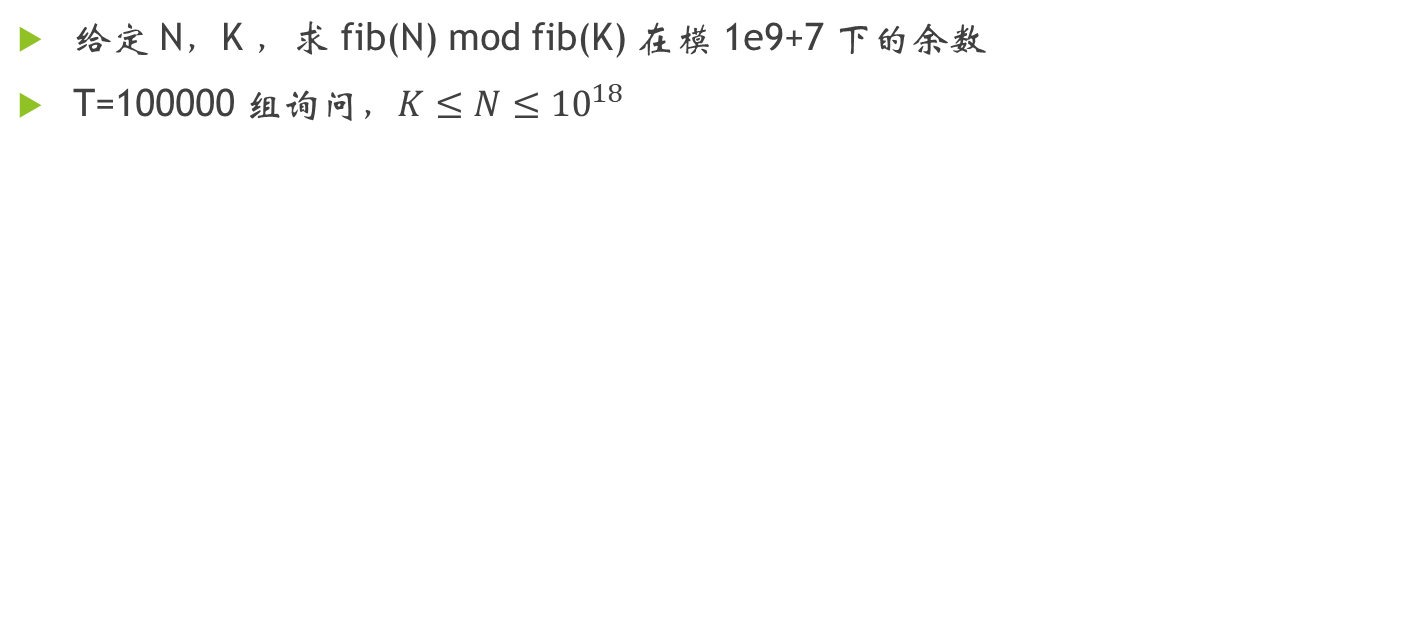 给定 N，K ，求 fib(N) mod fib(K) 在模 1e9+7 下的余数
T=100000 组询问，K ≤ N ≤ 10^18